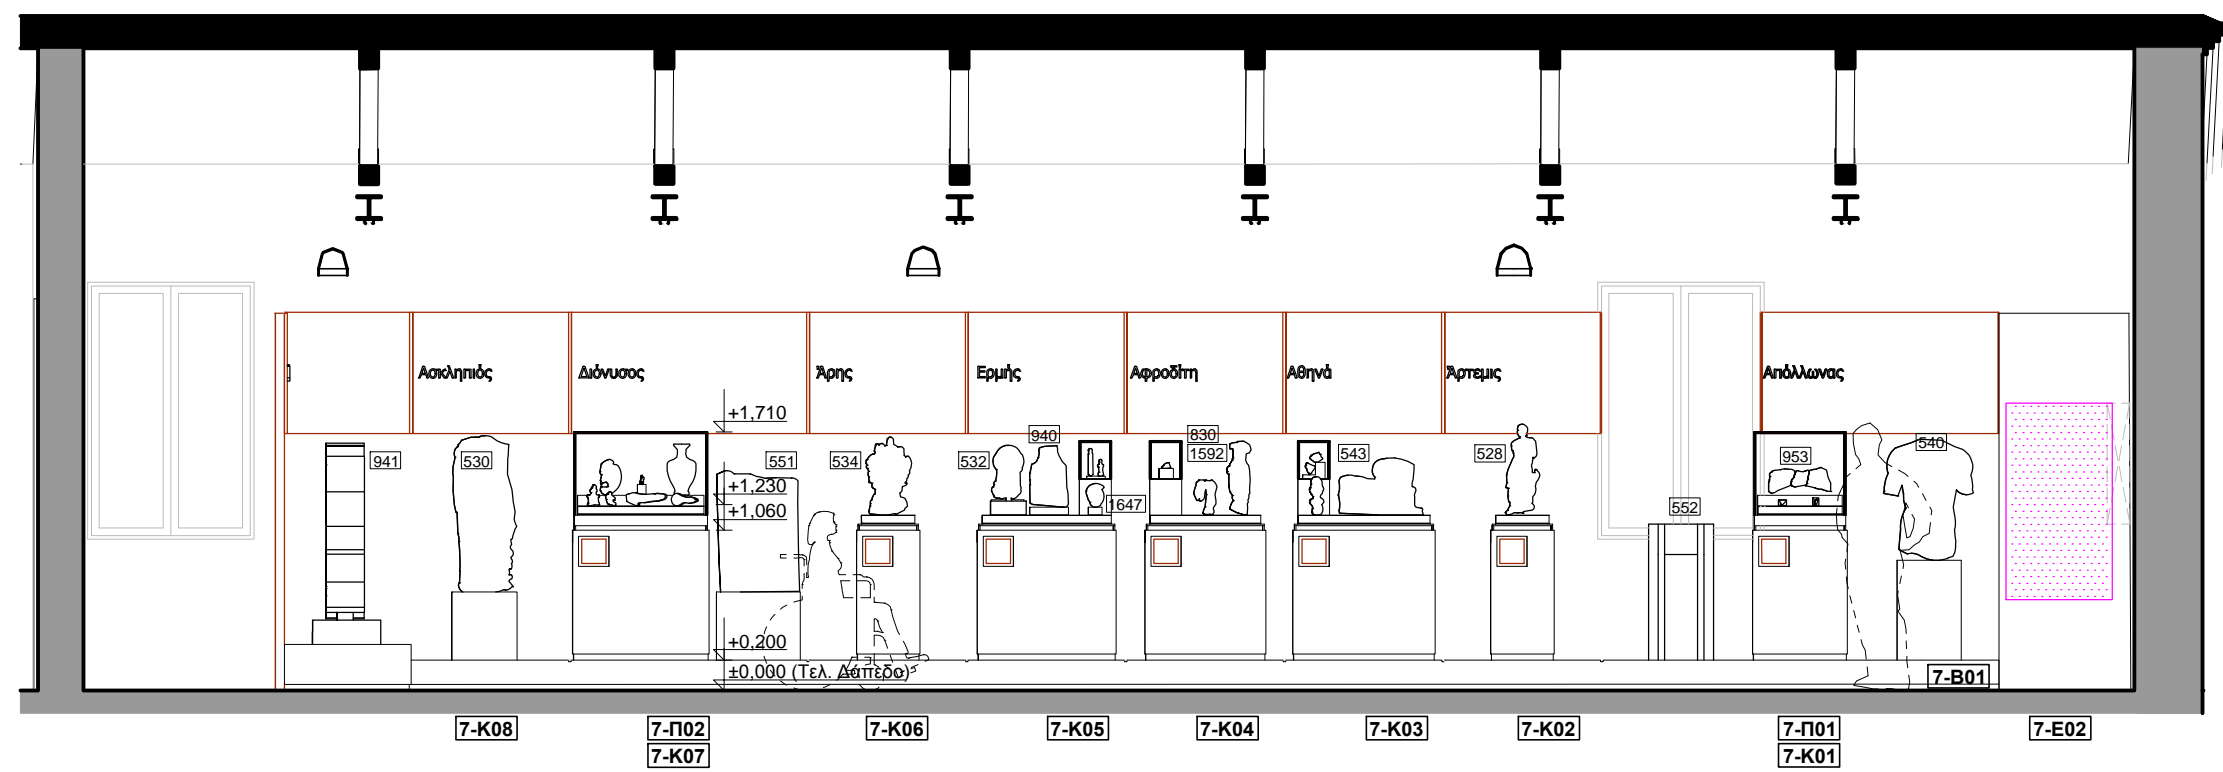 Ασκληπιός
Διόνυσος
Άρης
Ερμής
Αφροδίτη
Αθηνά
Άρτεμις
Απόλλωνας
+1,710
941
530
551
534
532
940
830
1592
543
528
953
540
+1,230
+1,060
1647
552
+0,200
±0,000 (Τελ. Δάπεδο)
7-B01
7-K08
7-Π02
7-K07
7-K06
7-K05
7-K04
7-K03
7-K02
7-Π01
7-K01
7-E02